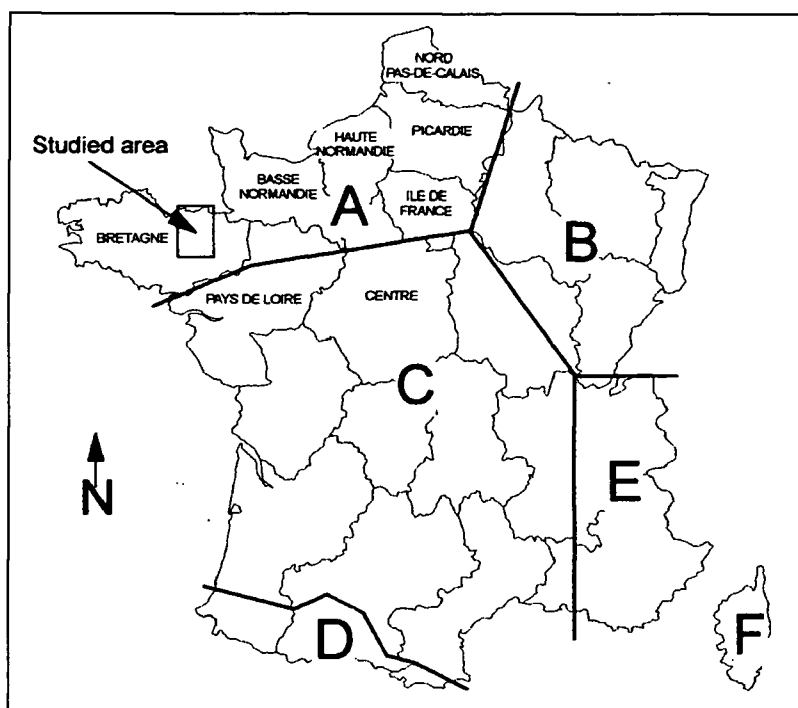 NORD
PAS-DE-CALAIS
HAUTE
NORMANDIE
PICARDIE
Studied area
BASSE
NORMANDIE
A
ILE DE
FRANCE
B
BRETAGNE
PAYS DE LOIRE
CENTRE
C
N
E
D
F